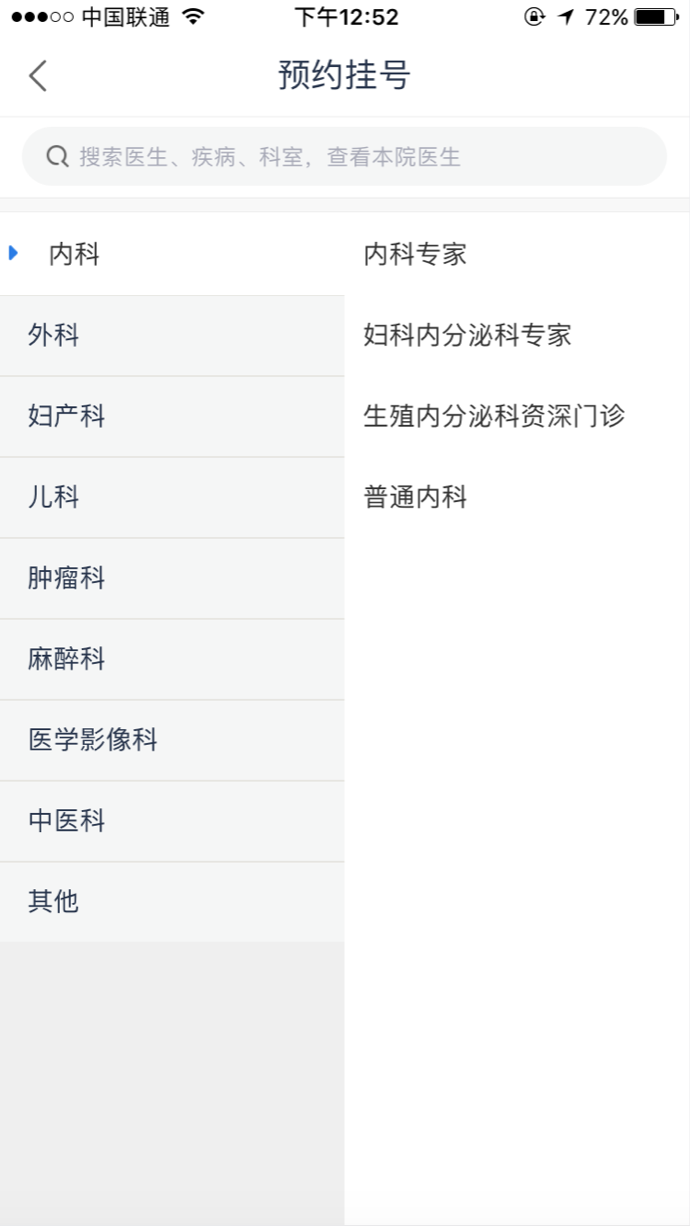 中国联通 下午12:52 72%
预约挂号
搜索医生、疾病、科室，查看本院医生
内科
外科
妇产科
儿科
肿瘤科
麻醉科
医学影像科
中医科
其他
内科专家
妇科内分泌科专家
生殖内分泌科资深门诊
普通内科